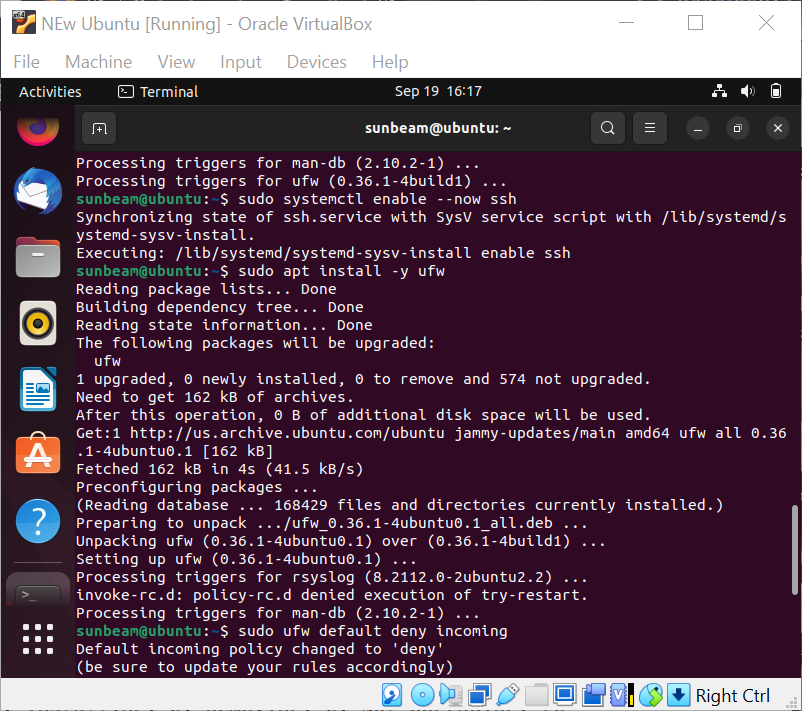 NEw Ubuntu [Running] - Oracle VirtualBox
File Machine View Input Devices Help
Activities Terminal Sep 19 16:17
sunbeam@ubuntu: ~
Processing triggers for man-db (2.10.2-1) ...
Processing triggers for ufw (0.36.1-4build1) ...
sunbeam@ubuntu:~$ sudo systemctl enable --now ssh
Synchronizing state of ssh.service with SysV service script with /lib/systemd/s
ystemd-sysv-install.
Executing: /lib/systemd/systemd-sysv-install enable ssh
sunbeam@ubuntu:~$ sudo apt install -y ufw
Reading package lists... Done
Building dependency tree... Done
Reading state information... Done
The following packages will be upgraded:
  ufw
1 upgraded, 0 newly installed, 0 to remove and 574 not upgraded.
Need to get 162 kB of archives.
After this operation, 0 B of additional disk space will be used.
Get:1 http://us.archive.ubuntu.com/ubuntu jammy-updates/main amd64 ufw all 0.36
.1-4ubuntu0.1 [162 kB]
Fetched 162 kB in 4s (41.5 kB/s)
Preconfiguring packages ...
(Reading database ... 168429 files and directories currently installed.)
Preparing to unpack .../ufw_0.36.1-4ubuntu0.1_all.deb ...
Unpacking ufw (0.36.1-4ubuntu0.1) over (0.36.1-4build1) ...
Setting up ufw (0.36.1-4ubuntu0.1) ...
Processing triggers for rsyslog (8.2112.0-2ubuntu2.2) ...
invoke-rc.d: policy-rc.d denied execution of try-restart.
Processing triggers for man-db (2.10.2-1) ...
sunbeam@ubuntu:~$ sudo ufw default deny incoming
Default incoming policy changed to 'deny'
(be sure to update your rules accordingly)
Right Ctrl